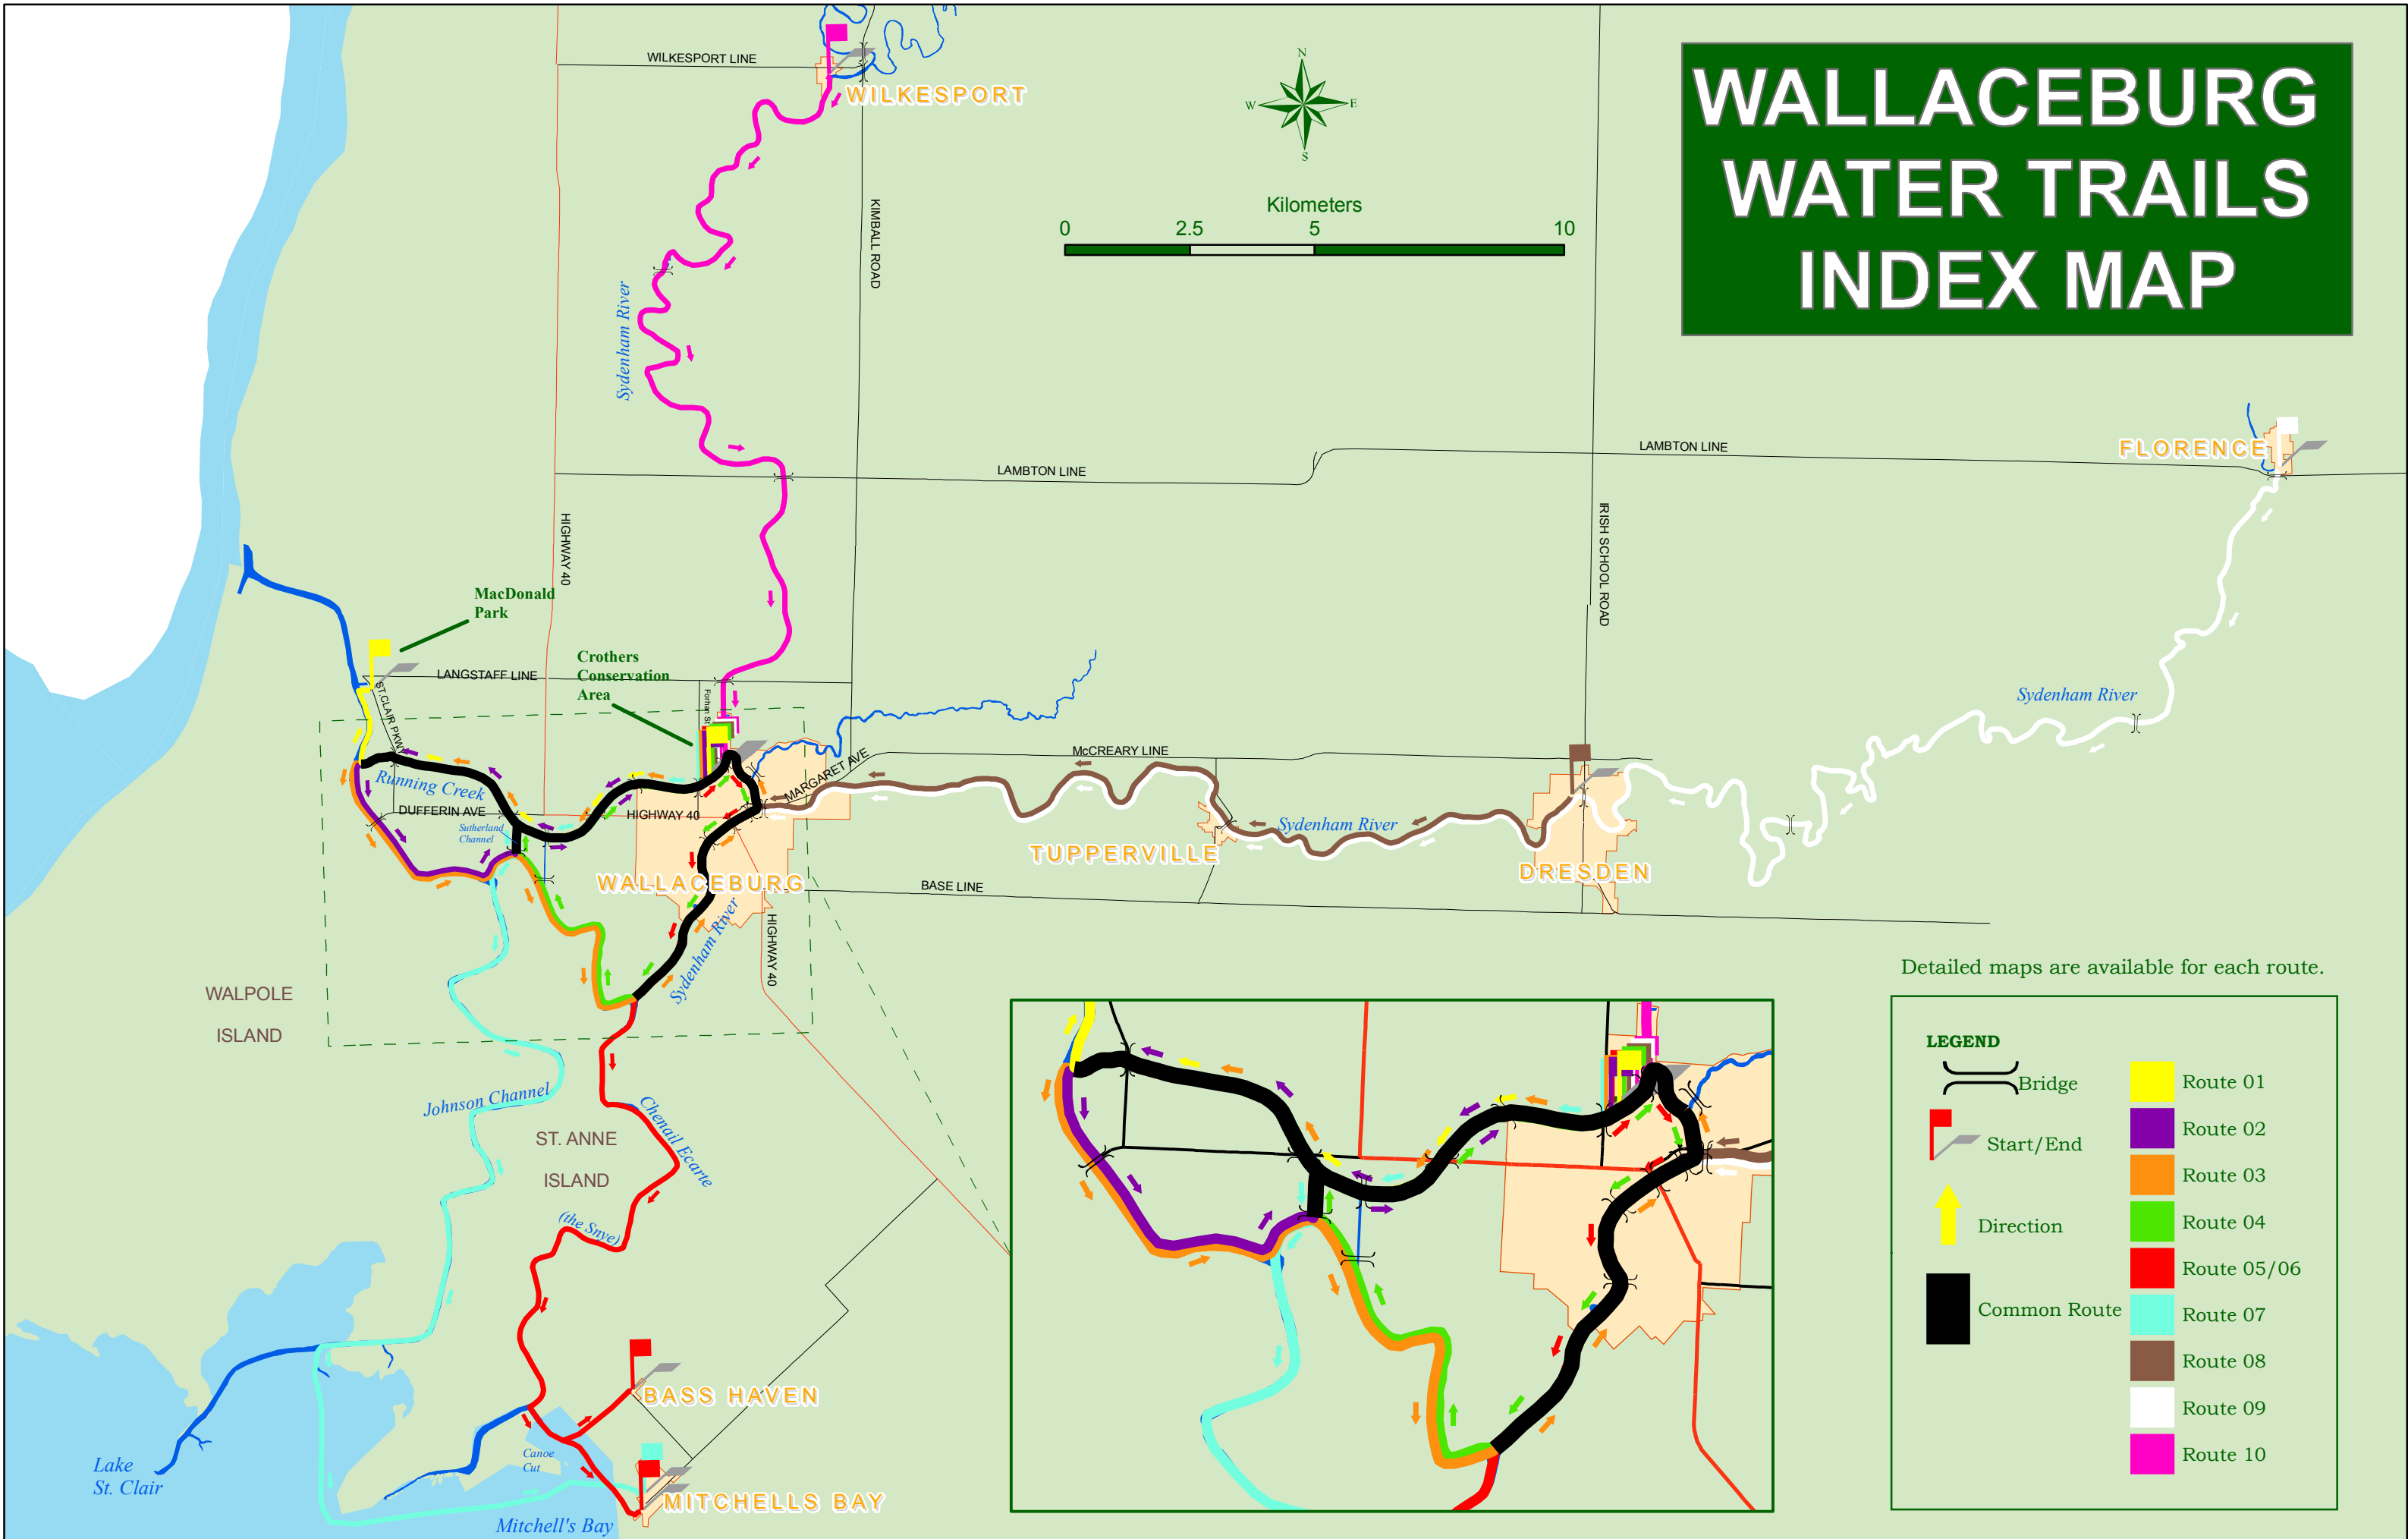 WALLACEBURG
WATER TRAILS
INDEX MAP
N
W
E
S
Kilometers
0
2.5
5
10
WILKESPORT LINE
WILKESPORT
KIMBALL ROAD
Sydenham River
HIGHWAY 40
LAMBTON LINE
LAMBTON LINE
FLORENCE
IRISH SCHOOL ROAD
MacDonald
Park
Crothers
Conservation
Area
LANGSTAFF LINE
ST.CLAIR PKWY
Forhan St
Sydenham River
Running Creek
DUFFERIN AVE
Sutherland
Channel
HIGHWAY 40
MARGARET AVE
McCREARY LINE
Sydenham River
TUPPERVILLE
DRESDEN
WALLACEBURG
BASE LINE
Sydenham River
HIGHWAY 40
WALPOLE
ISLAND
Johnson Channel
ST. ANNE
ISLAND
Chenail Ecarte
(the Snye)
BASS HAVEN
Canoe
Cut
Lake
St. Clair
MITCHELLS BAY
Mitchell's Bay
Detailed maps are available for each route.
LEGEND
Bridge
Start/End
Direction
Common Route
Route 01
Route 02
Route 03
Route 04
Route 05/06
Route 07
Route 08
Route 09
Route 10